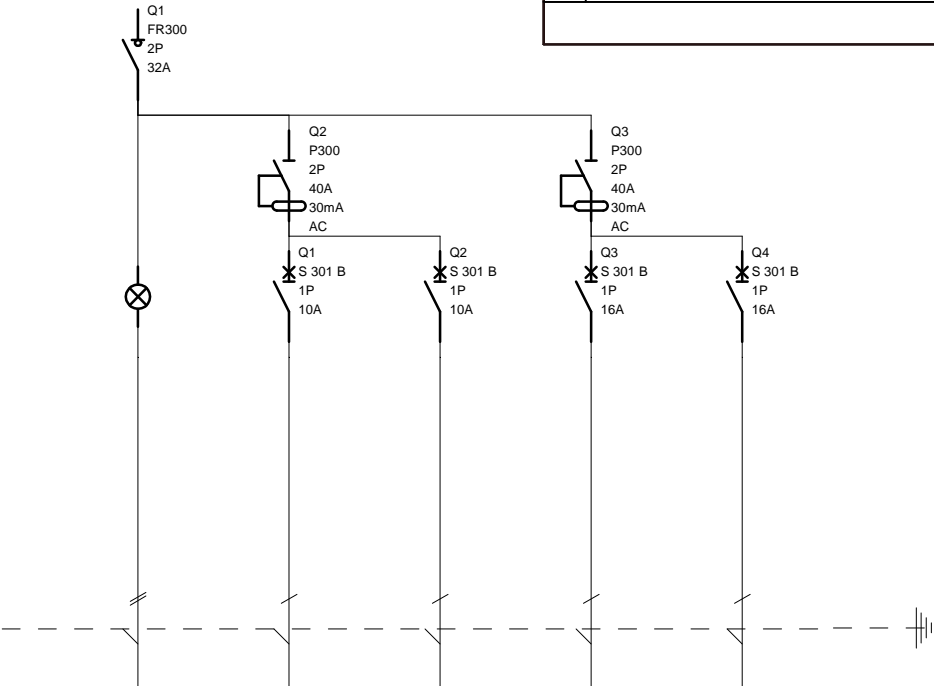 Q1
FR300
2P
32A
Q2
P300
2P
40A
30mA
AC
Q3
P300
2P
40A
30mA
AC
Q1
S 301 B
1P
10A
Q2
S 301 B
1P
10A
Q3
S 301 B
1P
16A
Q4
S 301 B
1P
16A